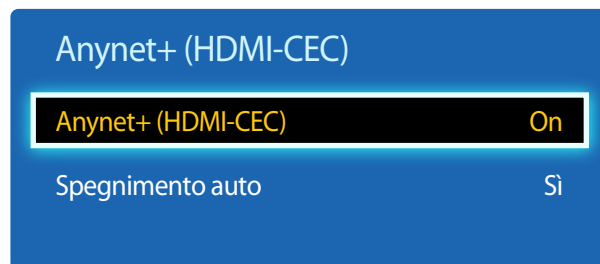 Anynet+ (HDMI-CEC)
Anynet+ (HDMI-CEC) On
Spegnimento auto Sì